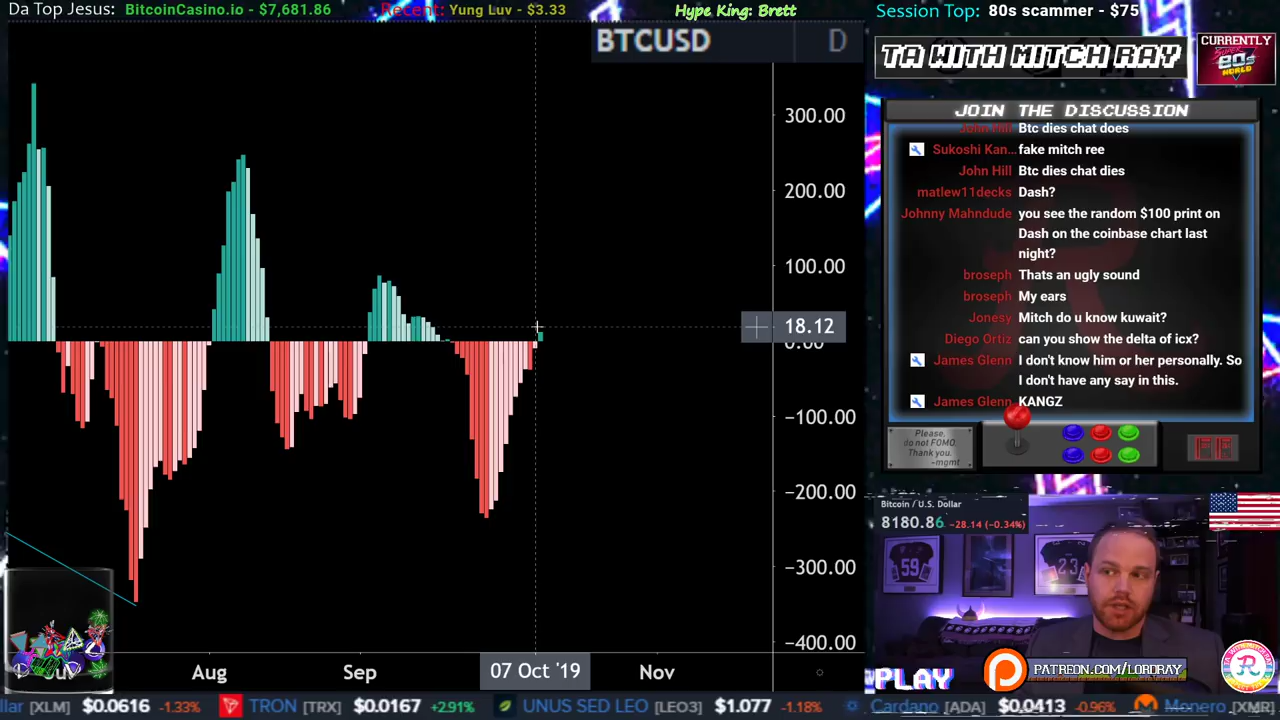 Da Top Jesus: BitcoinCasino.io - $7,681.86
Recent: Yung Luv - $3.33
Hype King: Brett
Session Top: 80s scammer - $75
BTCUSD D
TA WITH MITCH RAY
CURRENTLY
SUPER
80s
WORLD
JOIN THE DISCUSSION
John Hill Btc dies chat does
Sukoshi Kan... fake mitch ree
John Hill Btc dies chat dies
matlew11decks Dash?
Johnny Mahndude you see the random $100 print on
Dash on the coinbase chart last
night?
broseph Thats an ugly sound
broseph My ears
Jonesy Mitch do u know kuwait?
Diego Ortiz can you show the delta of icx?
James Glenn I don't know him or her personally. So
I don't have any say in this.
James Glenn KANGZ
300.00
200.00
100.00
18.12
0.00
−100.00
−200.00
−300.00
−400.00
Aug
Sep
07 Oct '19
Nov
Please,
do not FOMO.
Thank you.
-mgmt
Bitcoin / U.S. Dollar
8180.86 −28.14 (−0.34%)
59
23
PLAY
PATREON.COM/LORDRAY
R
llar [XLM] $0.0616 -1.33% TRON [TRX] $0.0167 +2.91% UNUS SED LEO [LEO3] $1.077 -1.18% Cardano [ADA] $0.0413 -0.96% Monero [XMR]